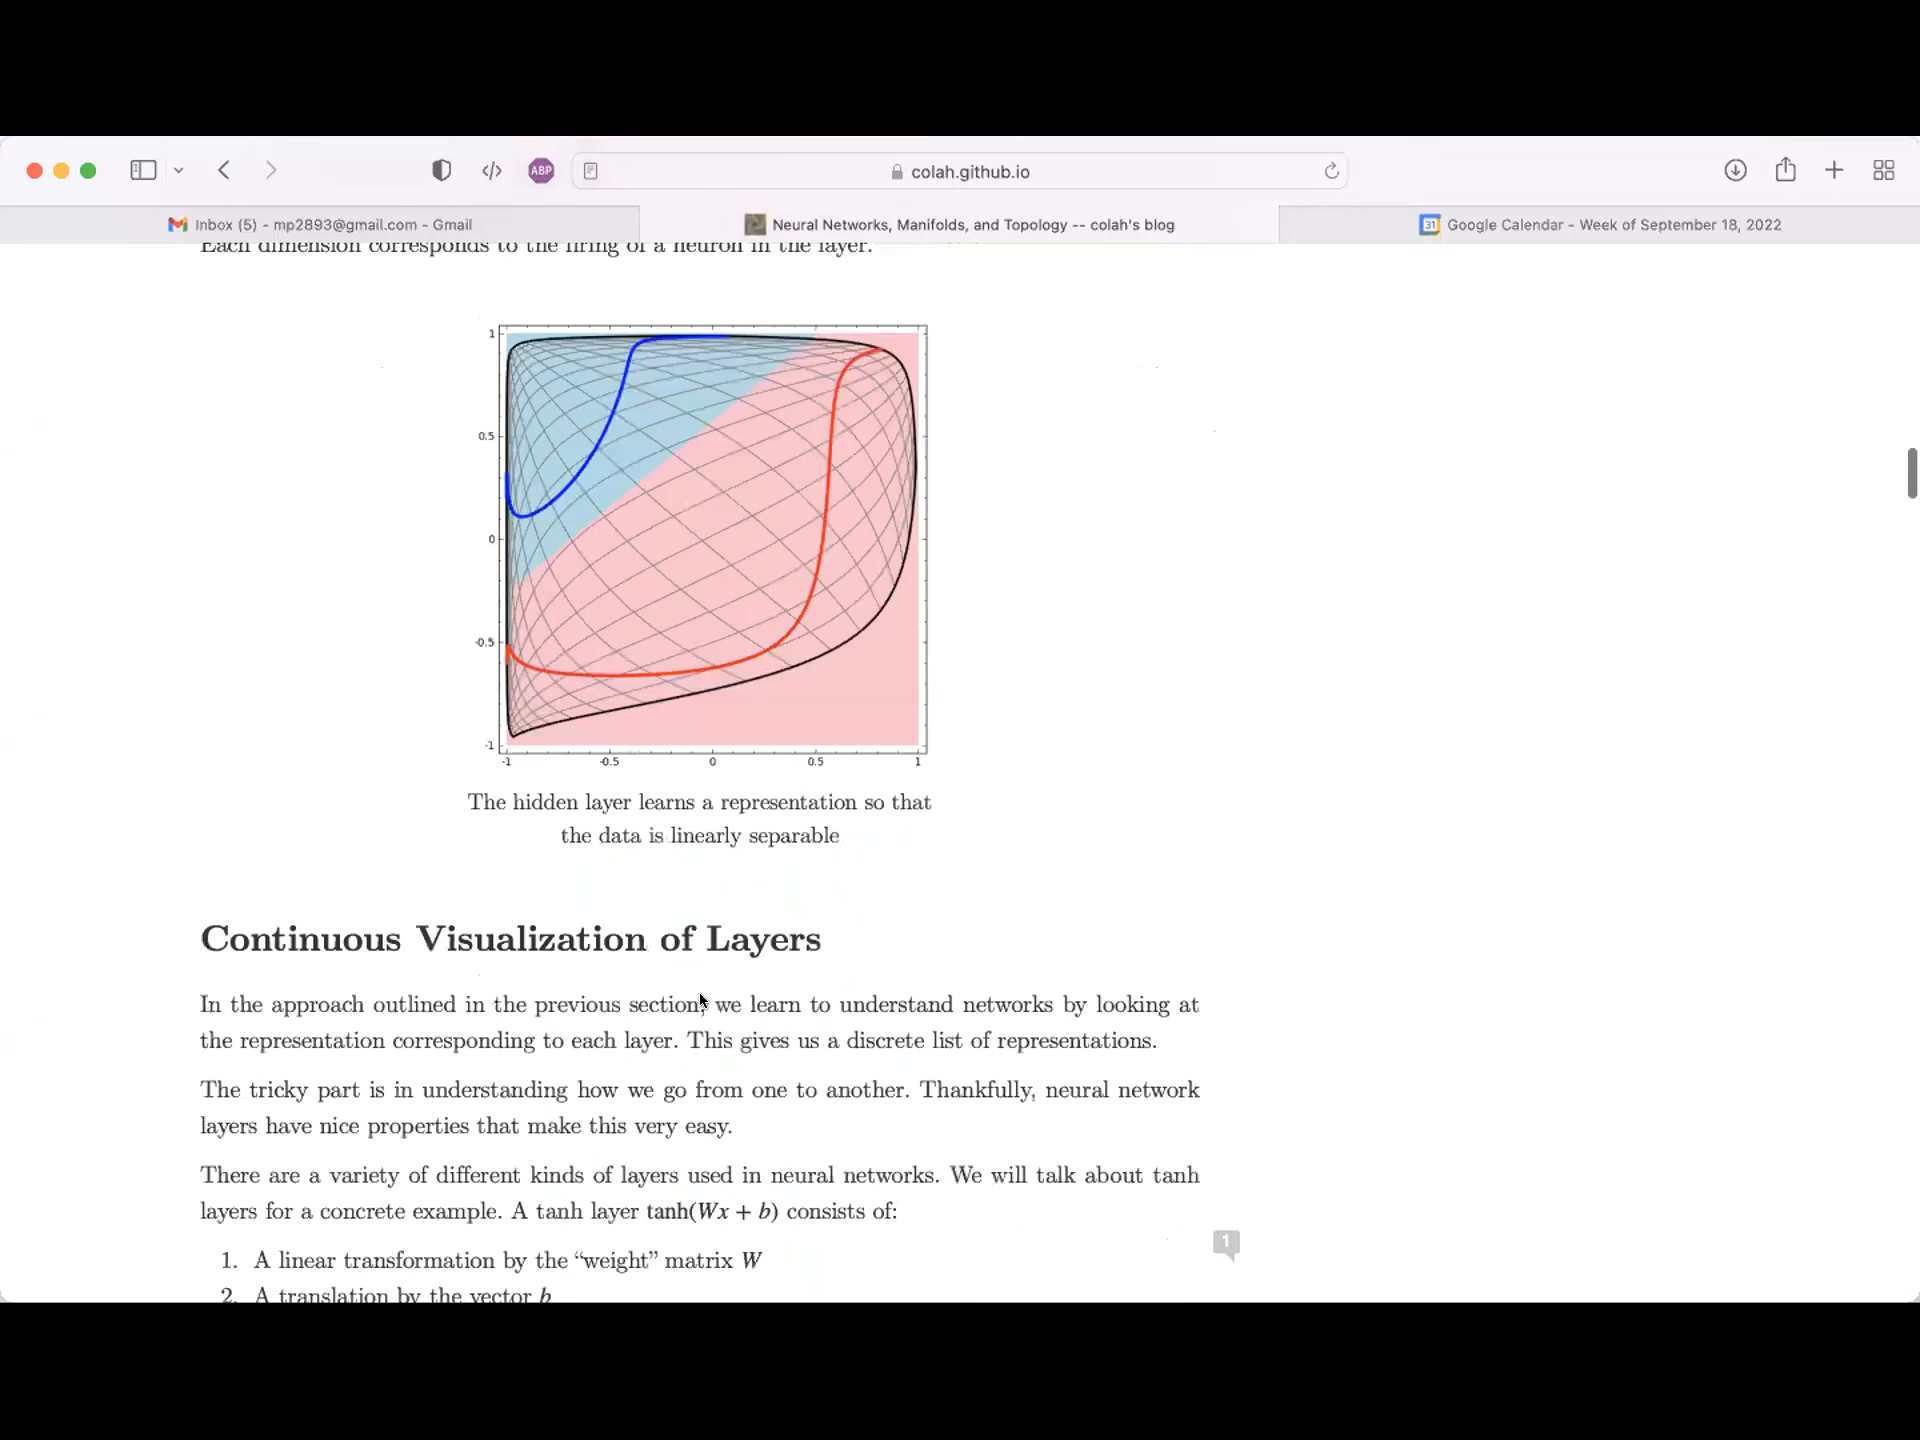 ABP
colah.github.io
Inbox (5) - mp2893@gmail.com - Gmail
Neural Networks, Manifolds, and Topology -- colah's blog
31
Google Calendar - Week of September 18, 2022
Each dimension corresponds to the firing of a neuron in the layer.
1
0.5
0
-0.5
-1
-1 -0.5 0 0.5 1
The hidden layer learns a representation so that
the data is linearly separable
Continuous Visualization of Layers
In the approach outlined in the previous section, we learn to understand networks by looking at
the representation corresponding to each layer. This gives us a discrete list of representations.
The tricky part is in understanding how we go from one to another. Thankfully, neural network
layers have nice properties that make this very easy.
There are a variety of different kinds of layers used in neural networks. We will talk about tanh
layers for a concrete example. A tanh layer tanh(Wx + b) consists of:
1
1. A linear transformation by the “weight” matrix W
2. A translation by the vector b